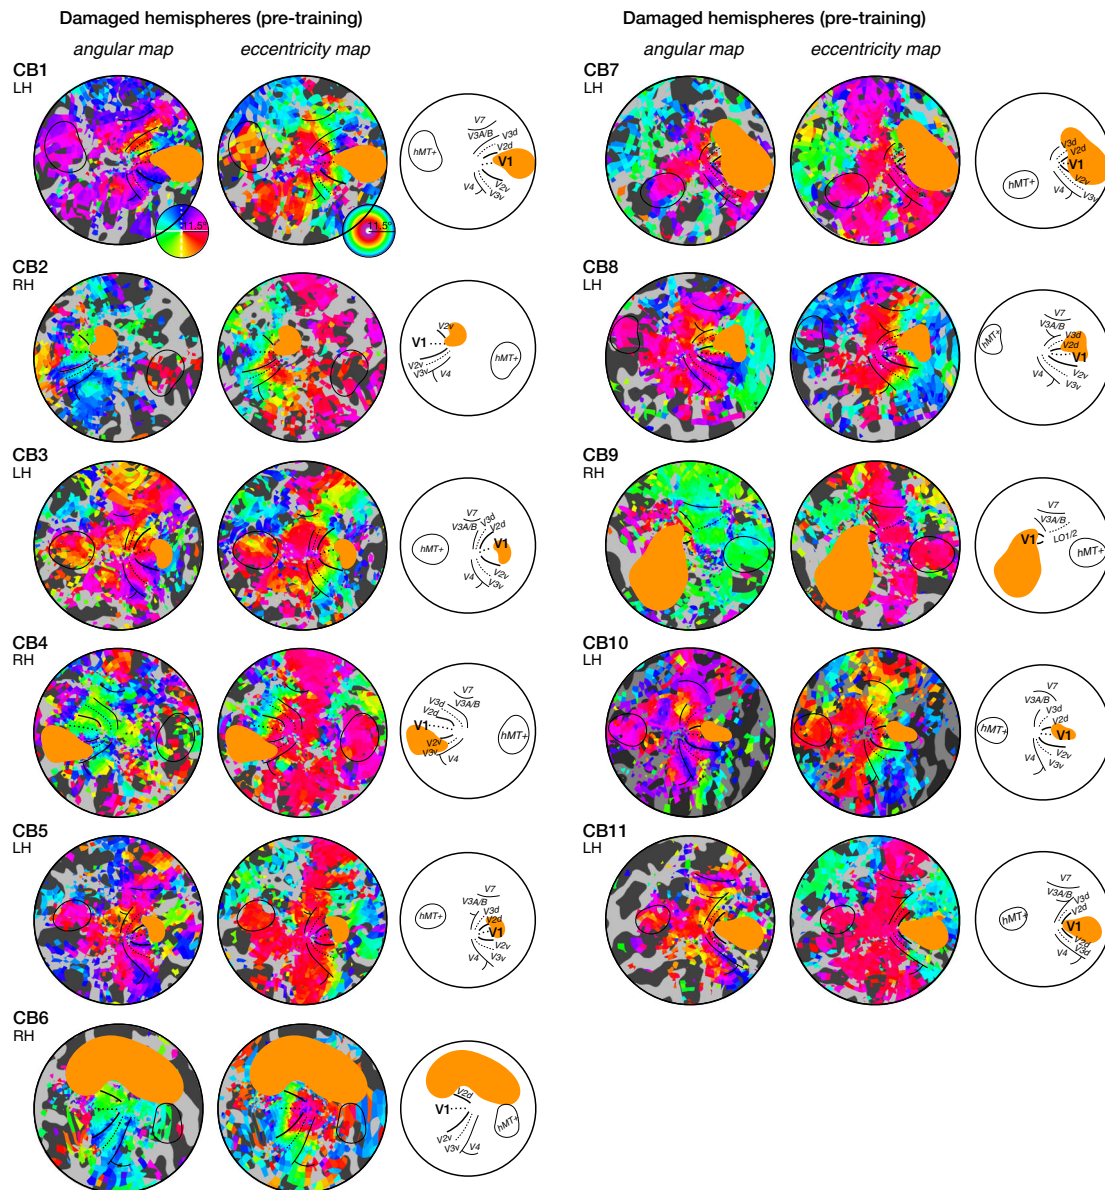 Damaged hemispheres (pre-training)
angular map
eccentricity map
CB1
LH
11.5°
11.5°
V7
V3A/B
V3d
V2d
hMT+
V1
V4
V2v
V3v
CB2
RH
V2v
V1
V2v
V3v
V4
hMT+
CB3
LH
V7
V3A/B
V3d
V2d
V1
hMT+
V4
V2v
V3v
CB4
RH
V7
V3A/B
V3d
V2d
V1
V2v
V3v
V4
hMT+
CB5
LH
V7
V3A/B
V3d
V2d
hMT+
V1
V2v
V4
V3v
CB6
RH
V2d
V1
hMT+
V2v
V3v
V4
Damaged hemispheres (pre-training)
angular map
eccentricity map
CB7
LH
V3d
V2d
V1
hMT+
V2v
V4
V3v
CB8
LH
V7
V3A/B
hMT+
V3d
V2d
V1
V2v
V4
V3v
CB9
RH
V7
V3A/B
V1
LO1/2
hMT+
CB10
LH
V7
V3A/B
V3d
V2d
hMT+
V1
V2v
V4
V3v
CB11
LH
V7
V3A/B
V3d
V2d
hMT+
V1
V2d
V3d
V4